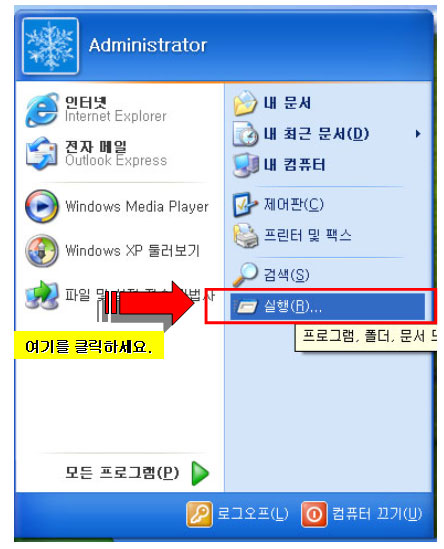 Administrator
인터넷
Internet Explorer
전자 메일
Outlook Express
Windows Media Player
Windows XP 둘러보기
파일 및
법사
여기를 클릭하세요.
모든 프로그램(P)
내 문서
내 최근 문서(D)
내 컴퓨터
제어판(C)
프린터 및 팩스
검색(S)
실행(R)...
프로그램, 폴더, 문서
로그오프(L)
컴퓨터 끄기(U)